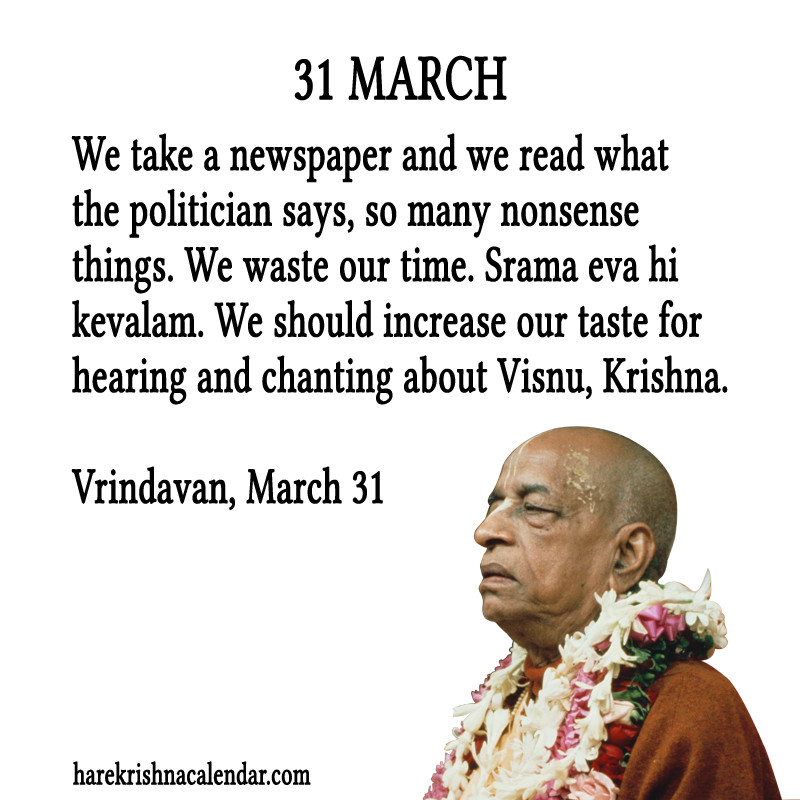 31 MARCH
We take a newspaper and we read what
the politician says, so many nonsense
things. We waste our time. Srama eva hi
kevalam. We should increase our taste for
hearing and chanting about Visnu, Krishna.
Vrindavan, March 31
harekrishnacalendar.com